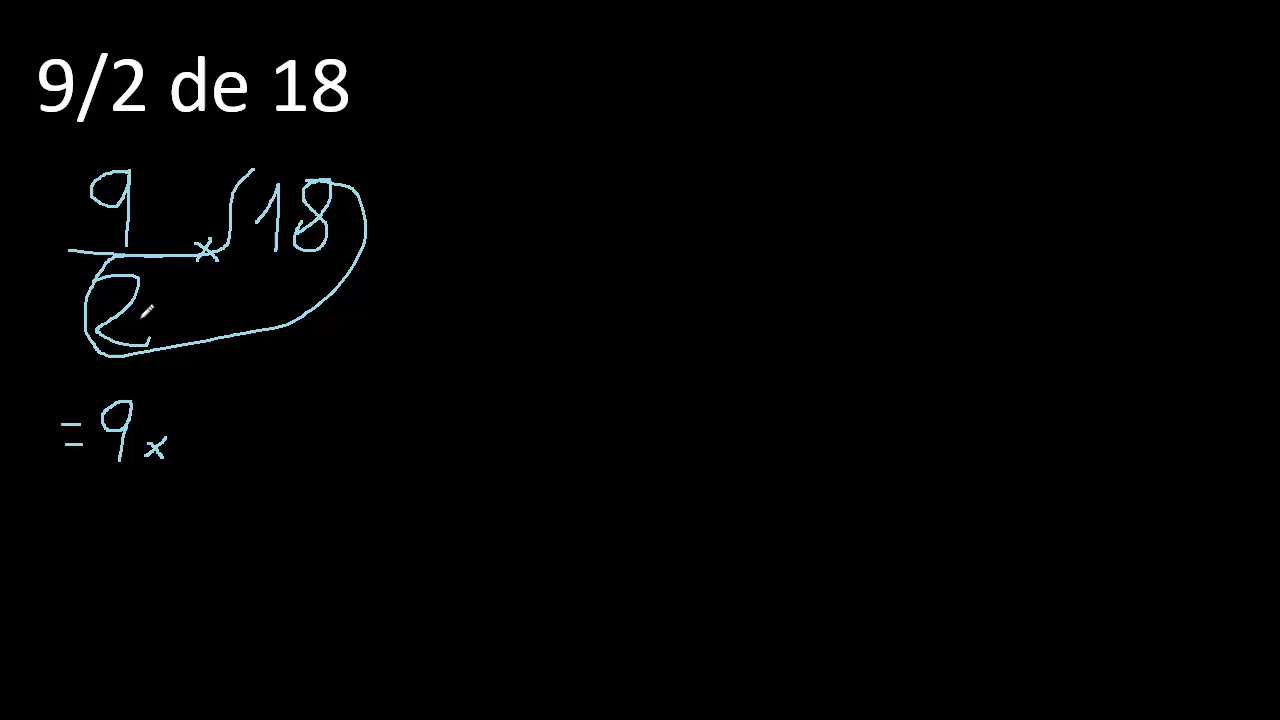 9/2 de 18
9/2 x 18
= 9 x